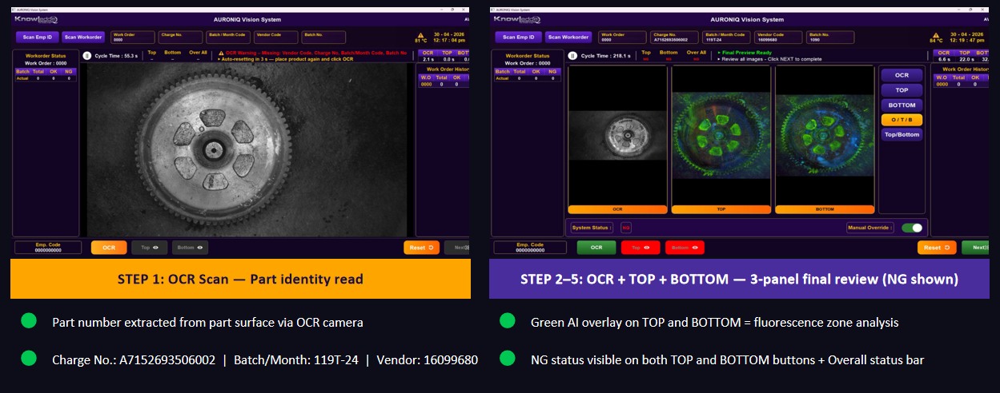 AURONIQ Vision System
AURONIQ Vision System
Knowleddge
Scan Emp ID
Scan Workorder
Work Order
0000
Charge No.
Batch / Month Code
Vendor Code
Batch No.
81 °C
30 - 04 - 2026
12 : 17 : 04 pm
Workorder Status
Work Order : 0000
Batch Total OK NG
Actual 0 0 0
Cycle Time : 55.3 s
Top Bottom Over All
– – –
OCR Warning – Missing: Vendor Code, Charge No, Batch/Month Code, Batch No
▸ Auto-resetting in 3 s — place product again and click OCR
OCR TOP BOT
2.1 s 0.0 s 0.
Work Order History
W.O Total OK
0000 0 0
Emp. Code
0000000000
OCR
Top
Bottom
Reset
Next
STEP 1: OCR Scan — Part identity read
Part number extracted from part surface via OCR camera
Charge No.: A7152693506002 | Batch/Month: 119T-24 | Vendor: 16099680
AURONIQ Vision System
AURONIQ Vision System
AV
Knowleddge
Scan Emp ID
Scan Workorder
Work Order
0000
Charge No.
A7152693506002
Batch / Month Code
119T-24
Vendor Code
16099680
Batch No.
1090
84 °C
30 - 04 - 2026
12 : 19 : 47 pm
Workorder Status
Work Order : 0000
Batch Total OK NG
Actual 0 0 0
Cycle Time : 218.1 s
Top Bottom Over All
NG NG NG
▸ Final Preview Ready
▸ Review all images - Click NEXT to complete
OCR TOP BOT
6.6 s 22.0 s 32.
Work Order History
W.O Total OK
0000 0 0
OCR
TOP
BOTTOM
O / T / B
Top/Bottom
OCR
TOP
BOTTOM
System Status :
NG
Manual Override :
Emp. Code
0000000000
OCR
Top
Bottom
Reset
Next
STEP 2–5: OCR + TOP + BOTTOM — 3-panel final review (NG shown)
Green AI overlay on TOP and BOTTOM = fluorescence zone analysis
NG status visible on both TOP and BOTTOM buttons + Overall status bar